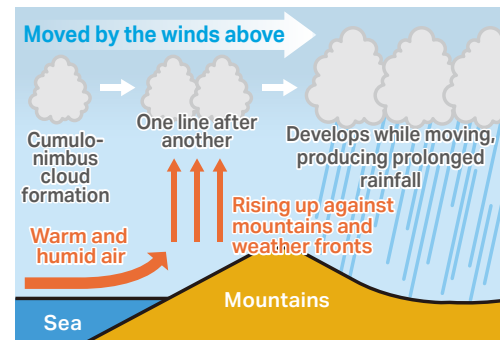 Moved by the winds above
Cumulo-
nimbus
cloud
formation
One line after
another
Develops while moving,
producing prolonged
rainfall
Warm and
humid air
Rising up against
mountains and
weather fronts
Mountains
Sea